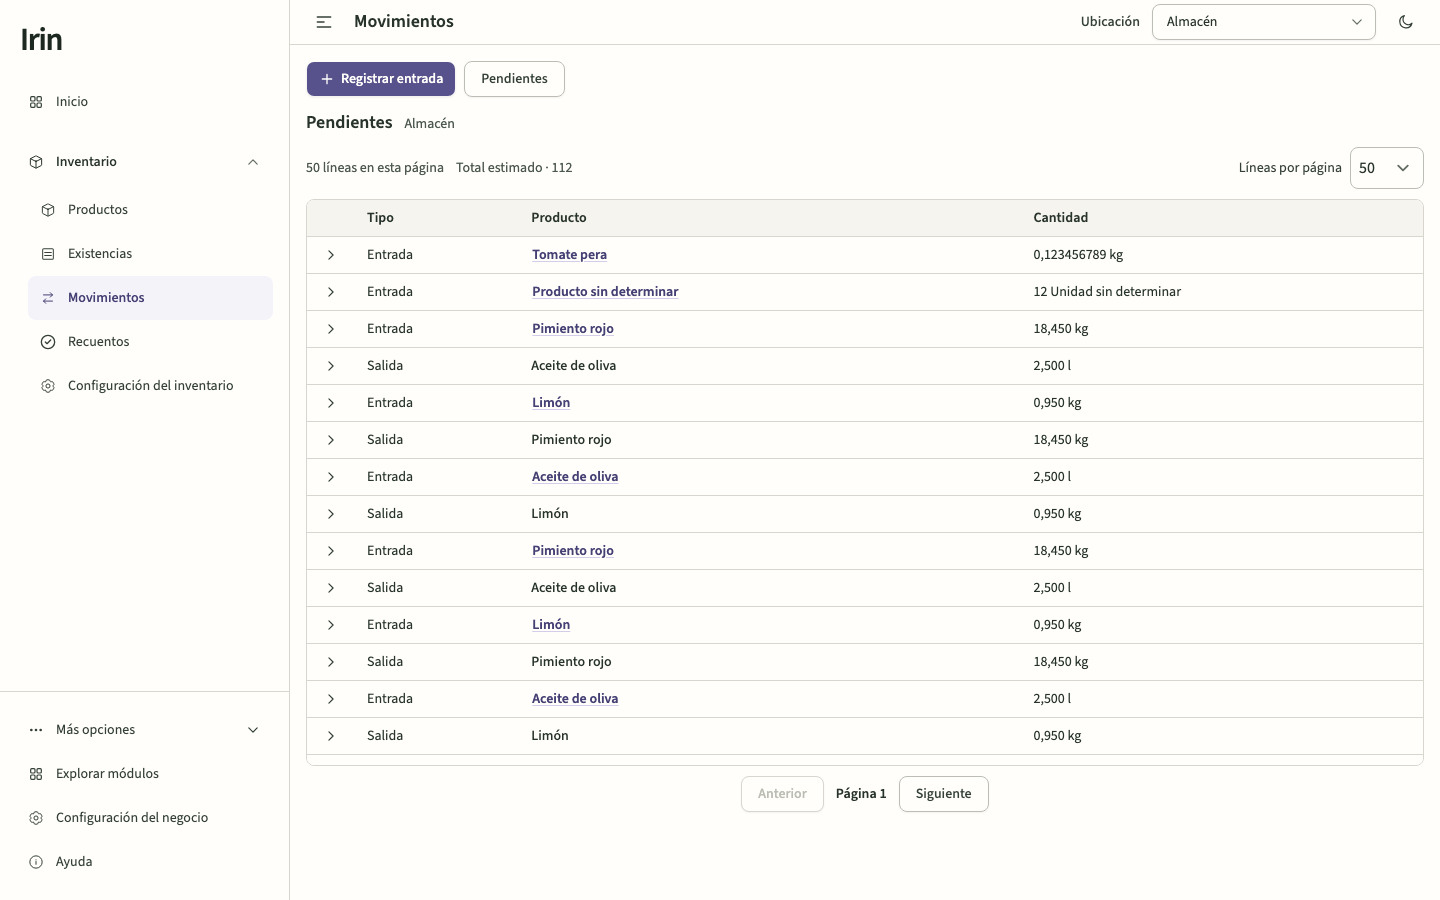 Irin
Inicio
Inventario
Productos
Existencias
Movimientos
Recuentos
Configuración del inventario
Más opciones
Explorar módulos
Configuración del negocio
Ayuda
Movimientos
Ubicación Almacén
Registrar entrada Pendientes
Pendientes Almacén
50 líneas en esta página Total estimado · 112 Líneas por página 50
Tipo Producto Cantidad
Entrada Tomate pera 0,123456789 kg
Entrada Producto sin determinar 12 Unidad sin determinar
Entrada Pimiento rojo 18,450 kg
Salida Aceite de oliva 2,500 l
Entrada Limón 0,950 kg
Salida Pimiento rojo 18,450 kg
Entrada Aceite de oliva 2,500 l
Salida Limón 0,950 kg
Entrada Pimiento rojo 18,450 kg
Salida Aceite de oliva 2,500 l
Entrada Limón 0,950 kg
Salida Pimiento rojo 18,450 kg
Entrada Aceite de oliva 2,500 l
Salida Limón 0,950 kg
Anterior Página 1 Siguiente